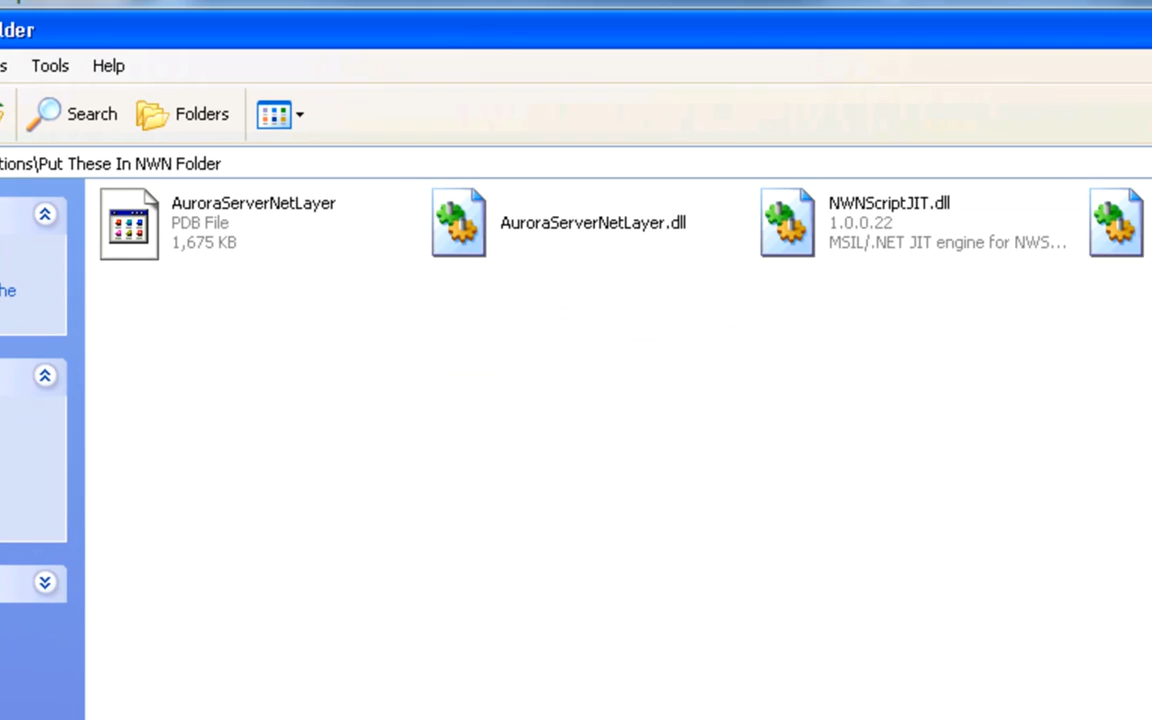 lder
s Tools Help
Search Folders
tions\Put These In NWN Folder
AuroraServerNetLayer
PDB File
1,675 KB
AuroraServerNetLayer.dll
NWNScriptJIT.dll
1.0.0.22
MSIL/.NET JIT engine for NWS...
he